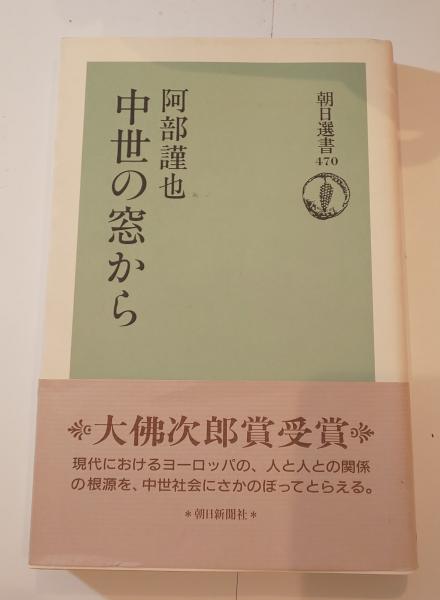 朝日選書
470
阿部謹也
中世の窓から
大佛次郎賞受賞
現代におけるヨーロッパの、人と人との関係
の根源を、中世社会にさかのぼってとらえる。
*朝日新聞社*